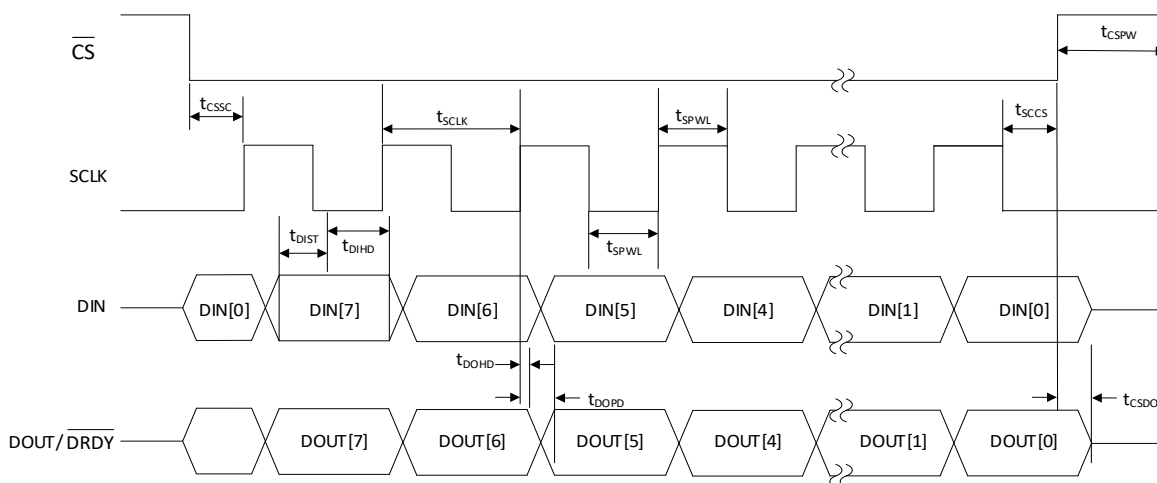 CS
tCSPW
tCSSC
tSCLK
tSPWL
tSCCS
SCLK
tDIST
tDIHD
tSPWL
DIN
DIN[0]
DIN[7]
DIN[6]
DIN[5]
DIN[4]
DIN[1]
DIN[0]
tDOHD
tDOPD
tCSDO
DOUT/DRDY
DOUT[7]
DOUT[6]
DOUT[5]
DOUT[4]
DOUT[1]
DOUT[0]